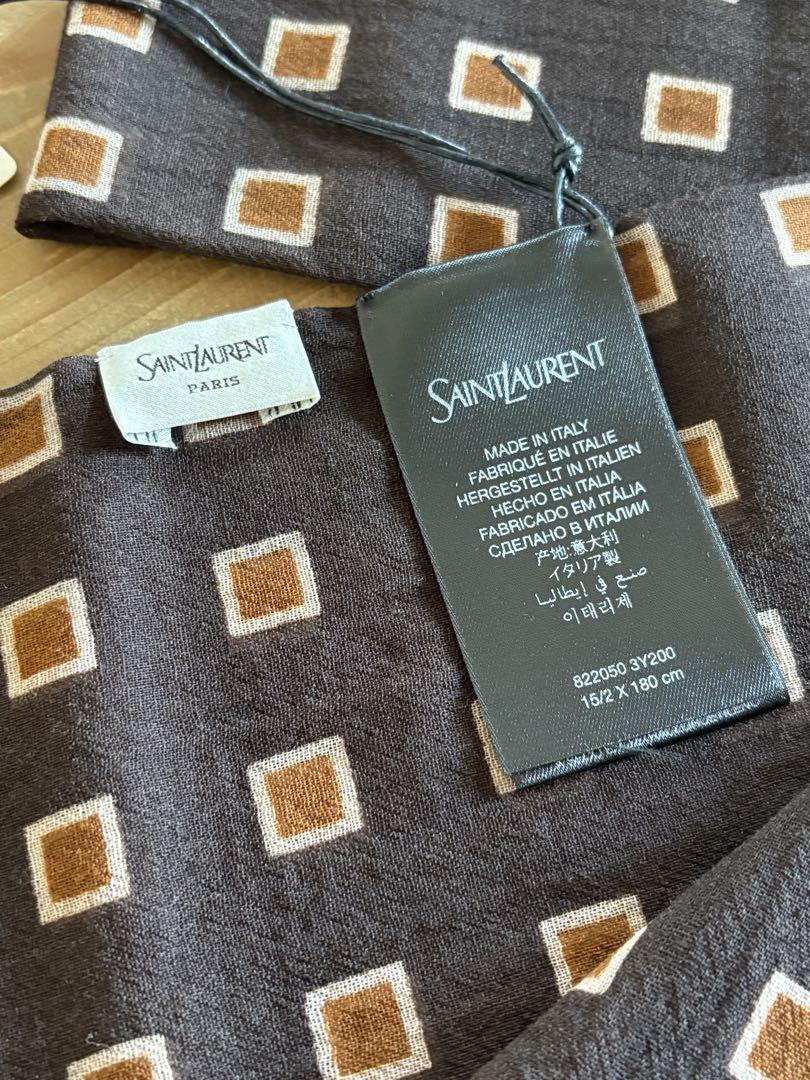 SAINT LAURENT
PARIS
SAINT LAURENT
MADE IN ITALY
FABRIQUÉ EN ITALIE
HERGESTELLT IN ITALIEN
HECHO EN ITALIA
FABRICADO EM ITÁLIA
СДЕЛАНО В ИТАЛИИ
产地:意大利
イタリア製
صنع في إيطاليا
이태리제
822050 3Y200
15/2 X 180 cm